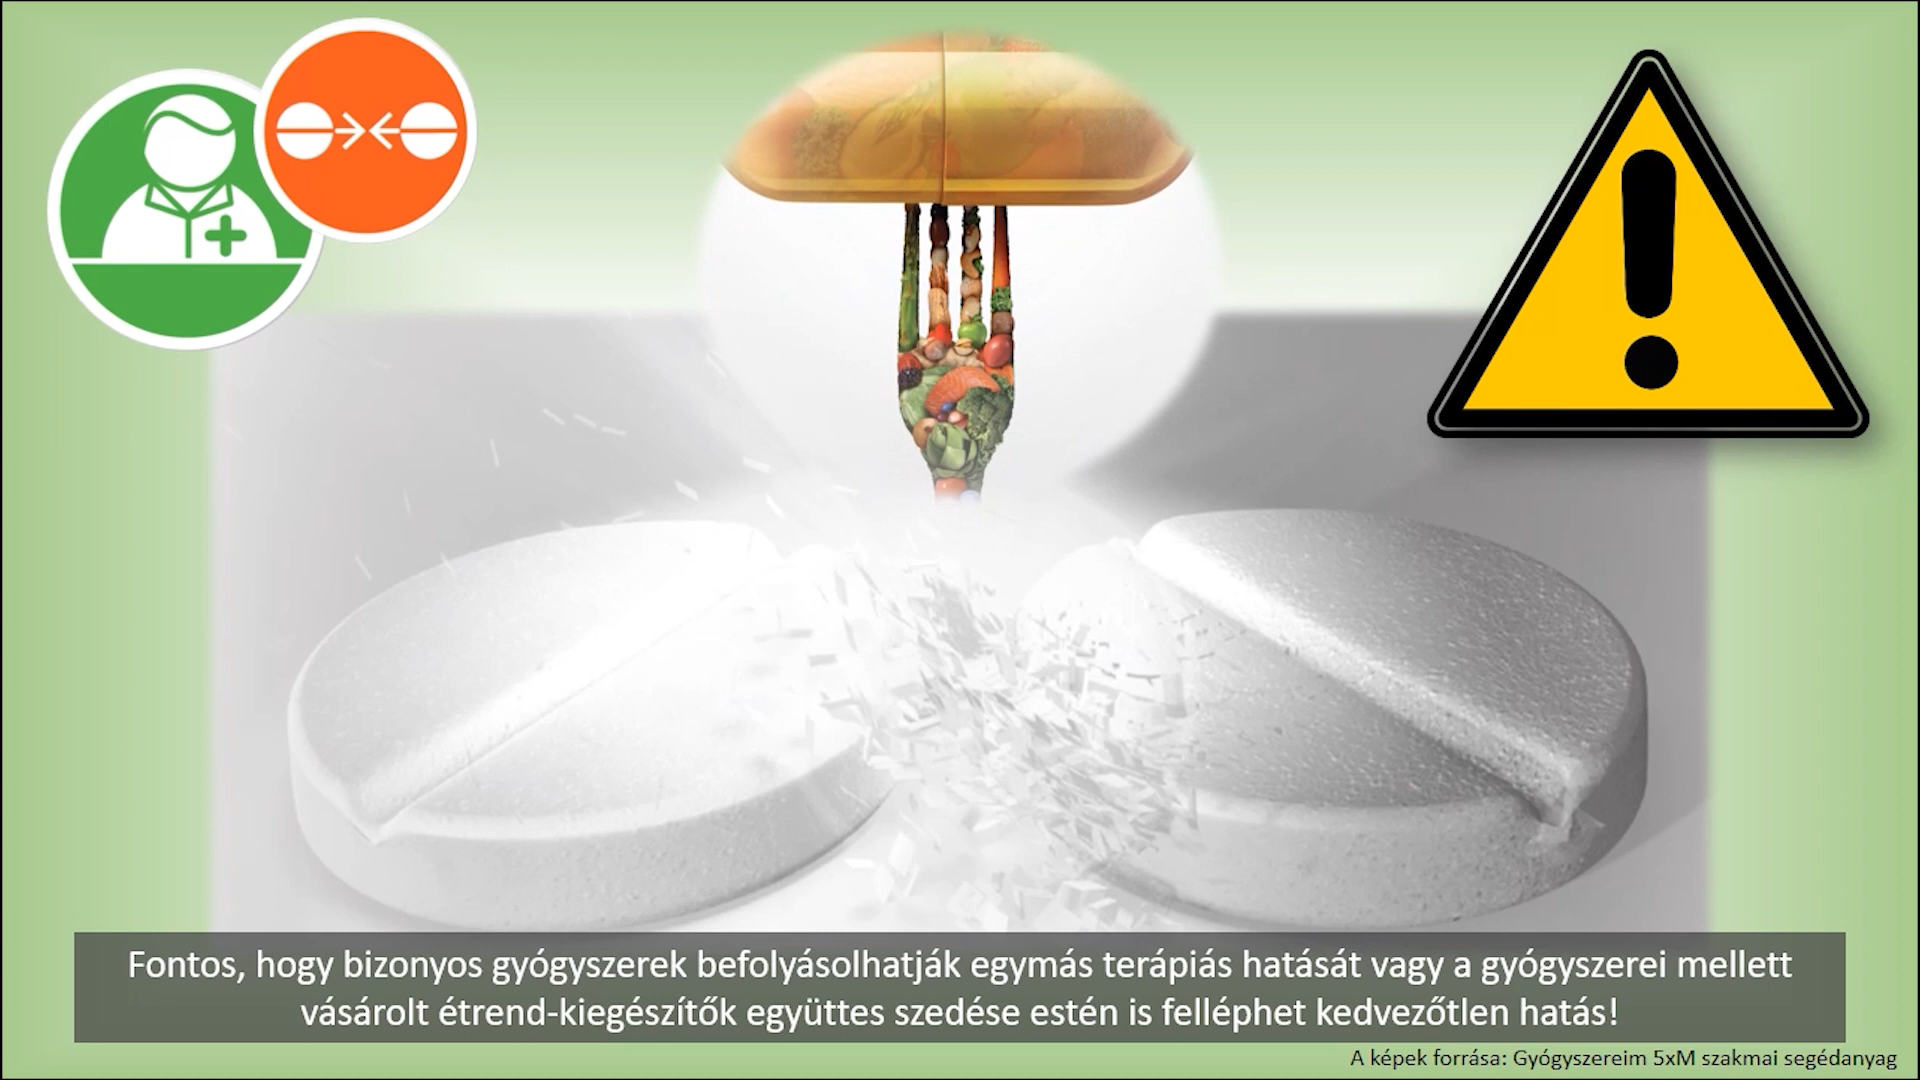 Fontos, hogy bizonyos gyógyszerek befolyásolhatják egymás terápiás hatását vagy a gyógyszerei mellett
vásárolt étrend-kiegészítők együttes szedése estén is felléphet kedvezőtlen hatás!
A képek forrása: Gyógyszereim 5xM szakmai segédanyag